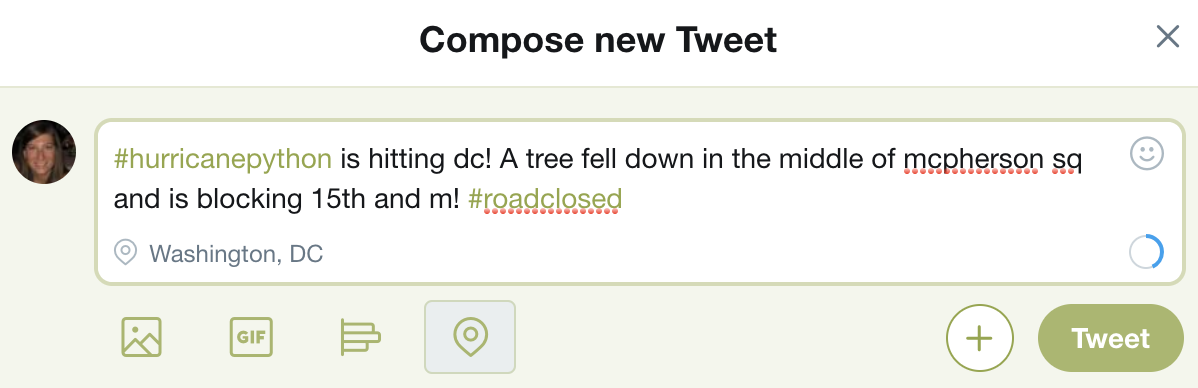 Compose new Tweet
#hurricanepython is hitting dc! A tree fell down in the middle of mcpherson sq
and is blocking 15th and m! #roadclosed
Washington, DC
GIF
Tweet